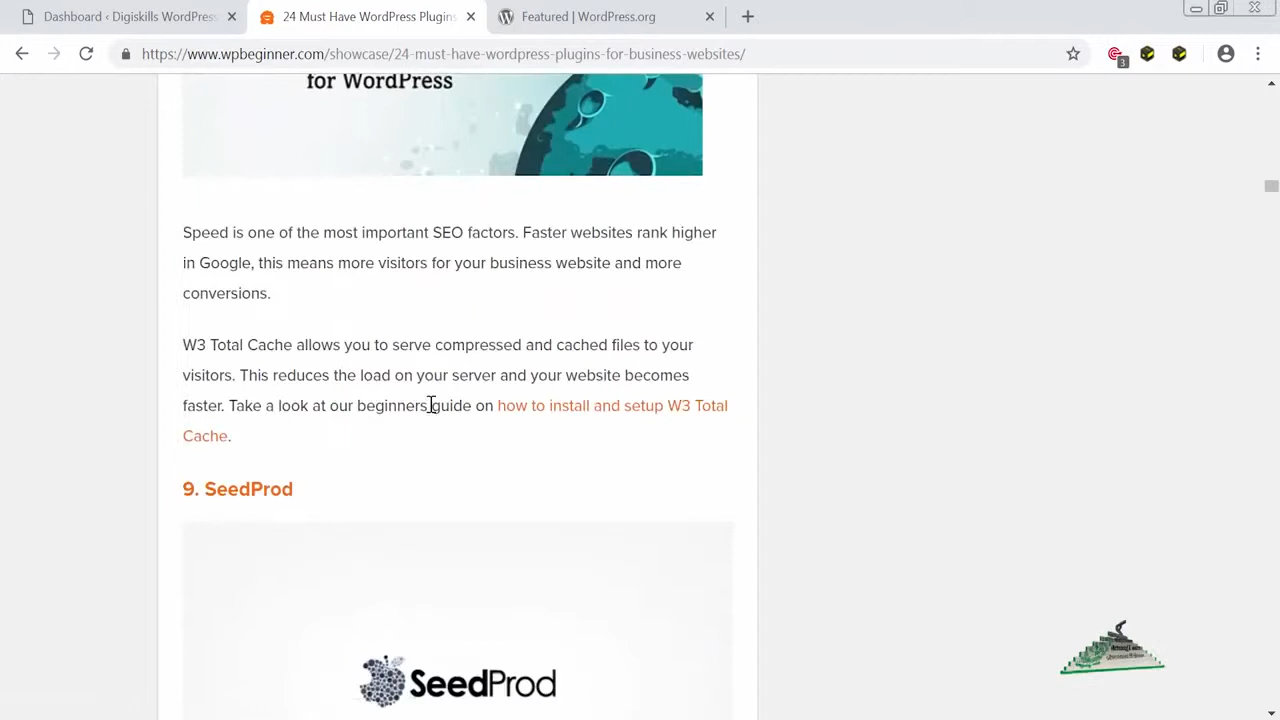 Dashboard ‹ Digiskills WordPress
24 Must Have WordPress Plugins
Featured | WordPress.org
https://www.wpbeginner.com/showcase/24-must-have-wordpress-plugins-for-business-websites/
3
for WordPress
Speed is one of the most important SEO factors. Faster websites rank higher
in Google, this means more visitors for your business website and more
conversions.
W3 Total Cache allows you to serve compressed and cached files to your
visitors. This reduces the load on your server and your website becomes
faster. Take a look at our beginners guide on how to install and setup W3 Total
Cache.
9. SeedProd
SeedProd